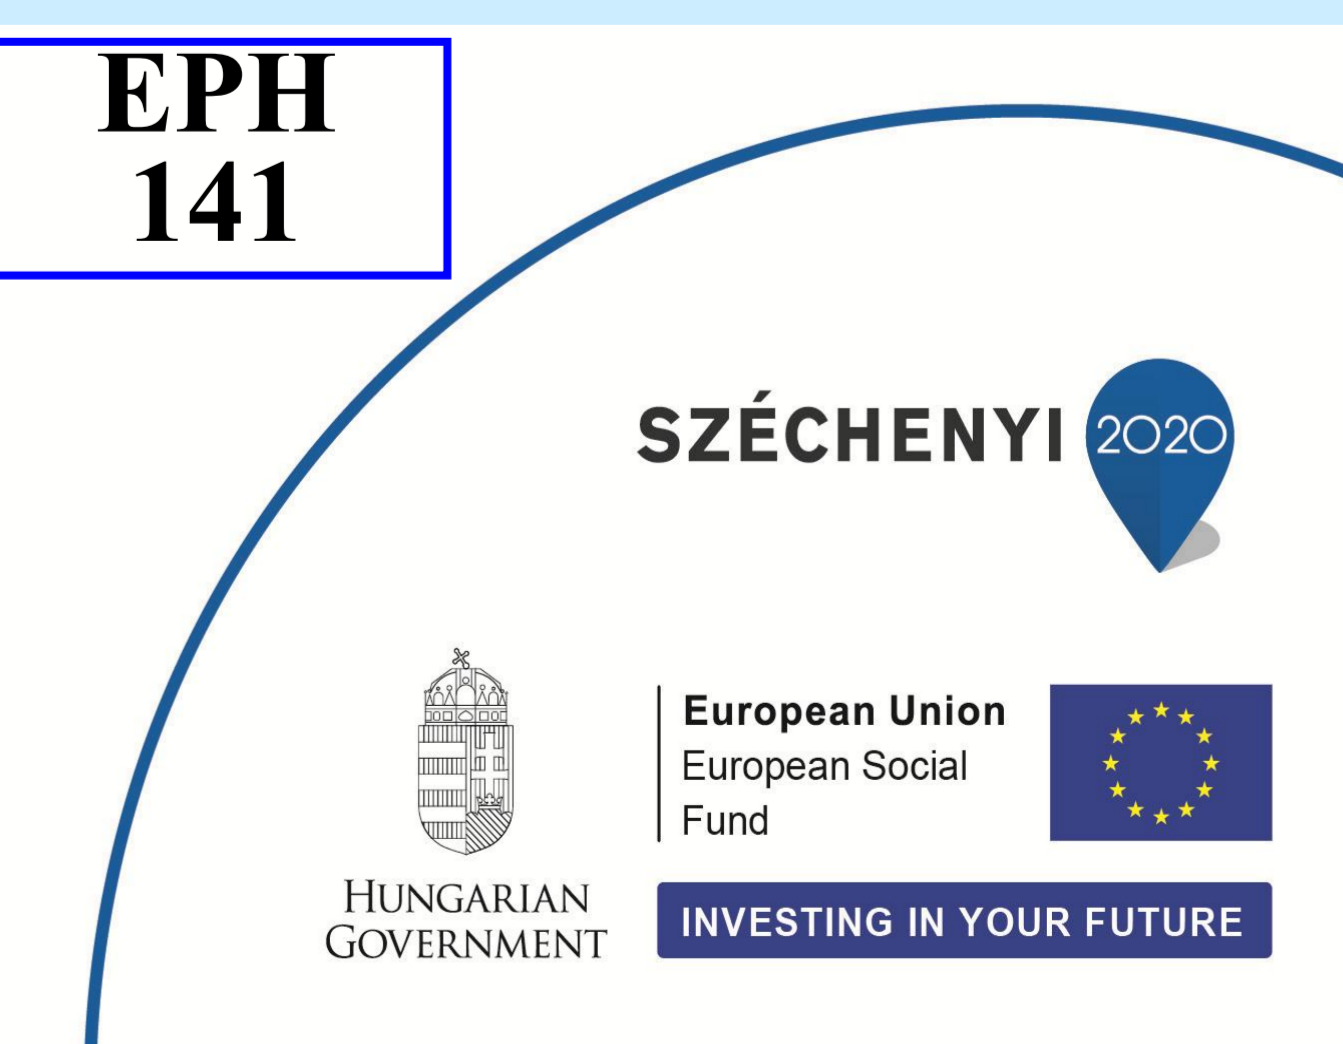 EPH
141
SZÉCHENYI 2020
European Union
European Social
Fund
HUNGARIAN
GOVERNMENT
INVESTING IN YOUR FUTURE